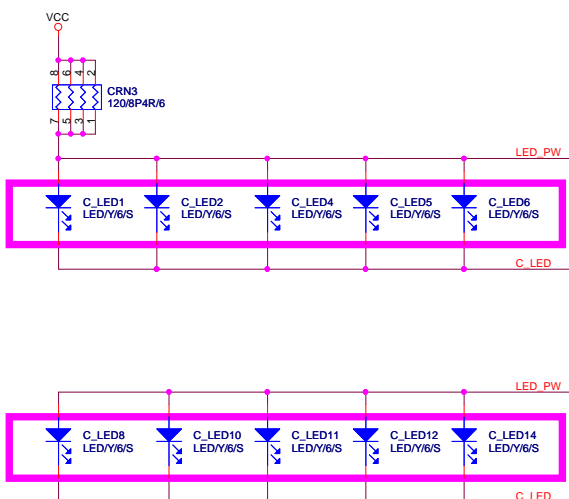 VCC
8 6 4 2
CRN3
120/8P4R/6
7 5 3 1
LED_PW
C_LED1 C_LED2 C_LED4 C_LED5 C_LED6
LED/Y/6/S LED/Y/6/S LED/Y/6/S LED/Y/6/S LED/Y/6/S
C_LED
LED_PW
C_LED8 C_LED10 C_LED11 C_LED12 C_LED14
LED/Y/6/S LED/Y/6/S LED/Y/6/S LED/Y/6/S LED/Y/6/S
C_LED